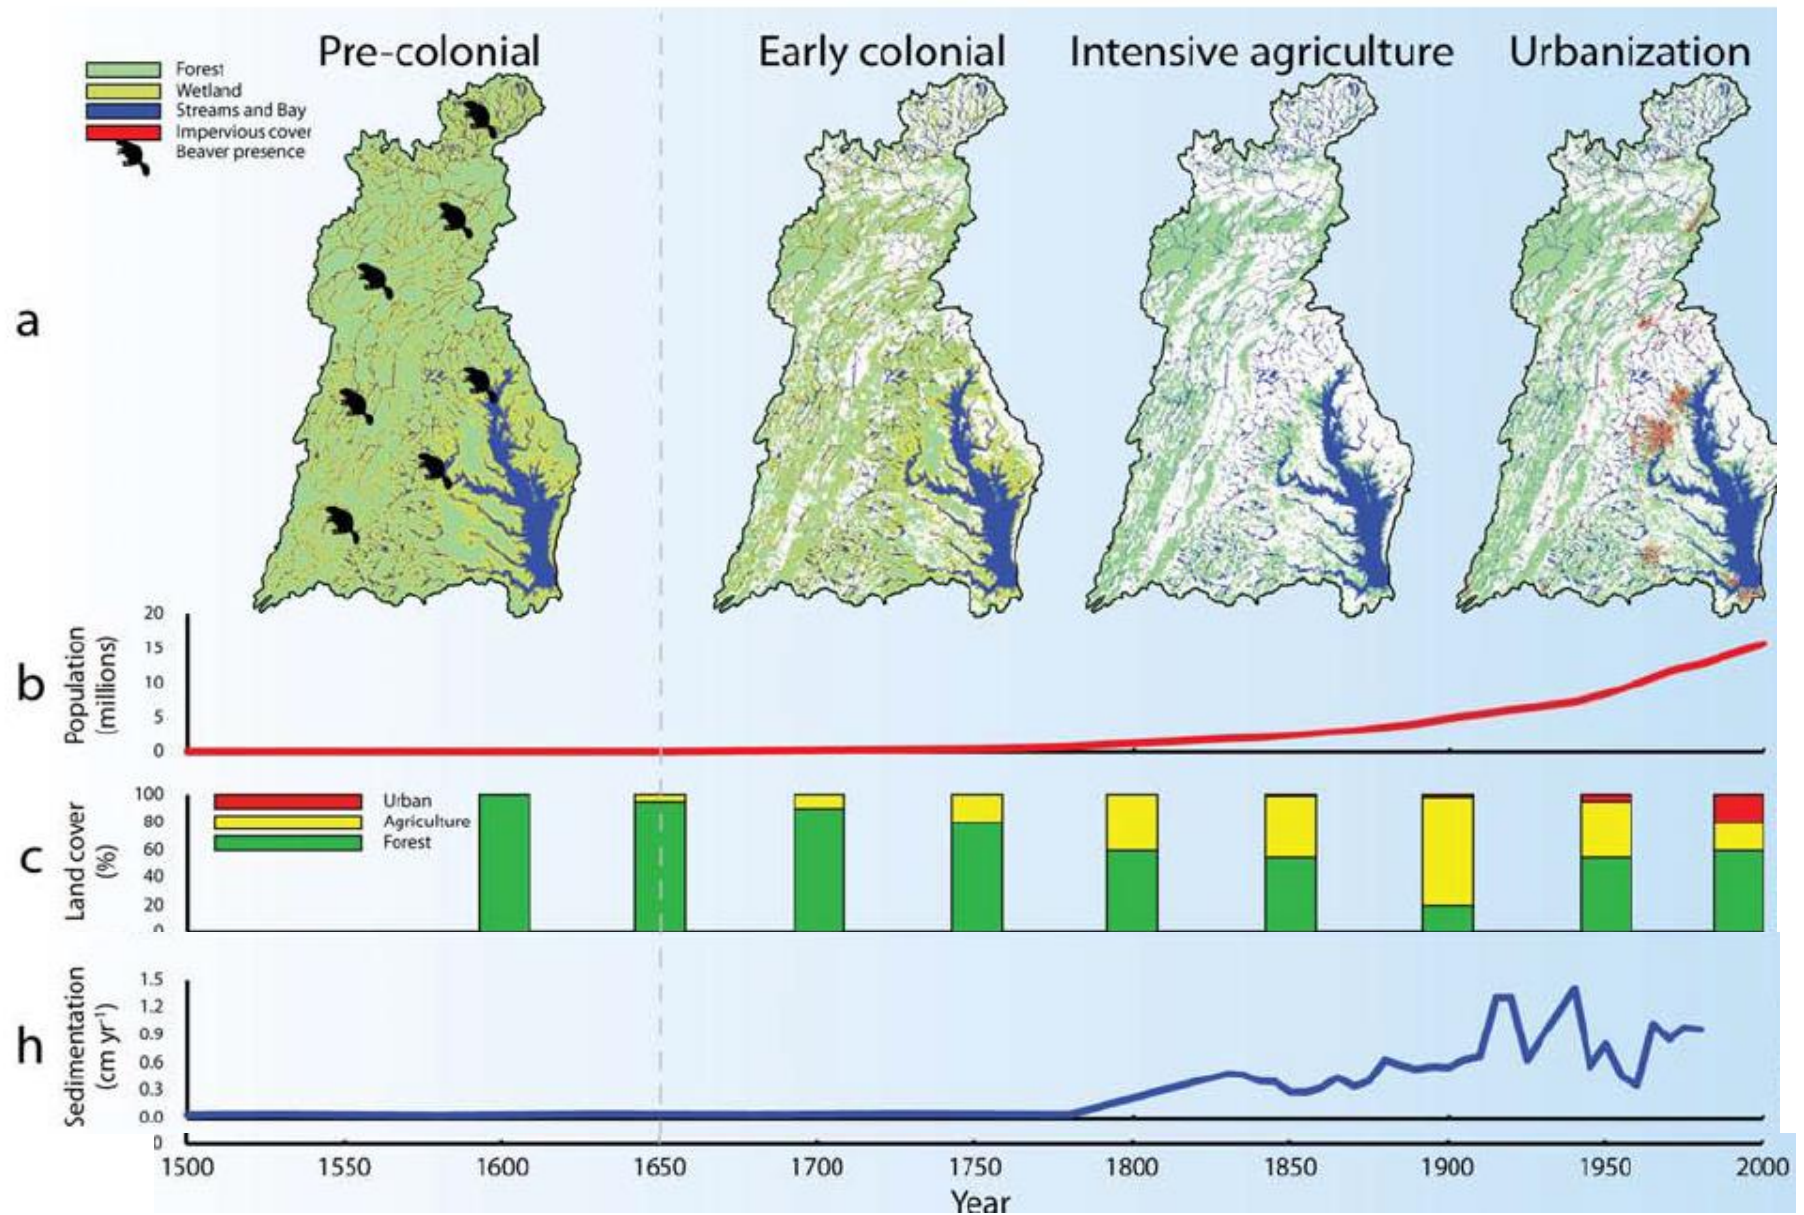 Pre-colonial
Early colonial
Intensive agriculture
Urbanization
Forest
Wetland
Streams and Bay
Impervious cover
Beaver presence
a
b
Population
(millions)
20
15
10
5
0
c
Land cover
(%)
100
80
60
40
20
0
Urban
Agriculture
Forest
h
Sedimentation
(cm yr⁻¹)
1.5
1.2
0.9
0.6
0.3
0.0
0
1500 1550 1600 1650 1700 1750 1800 1850 1900 1950 2000
Year